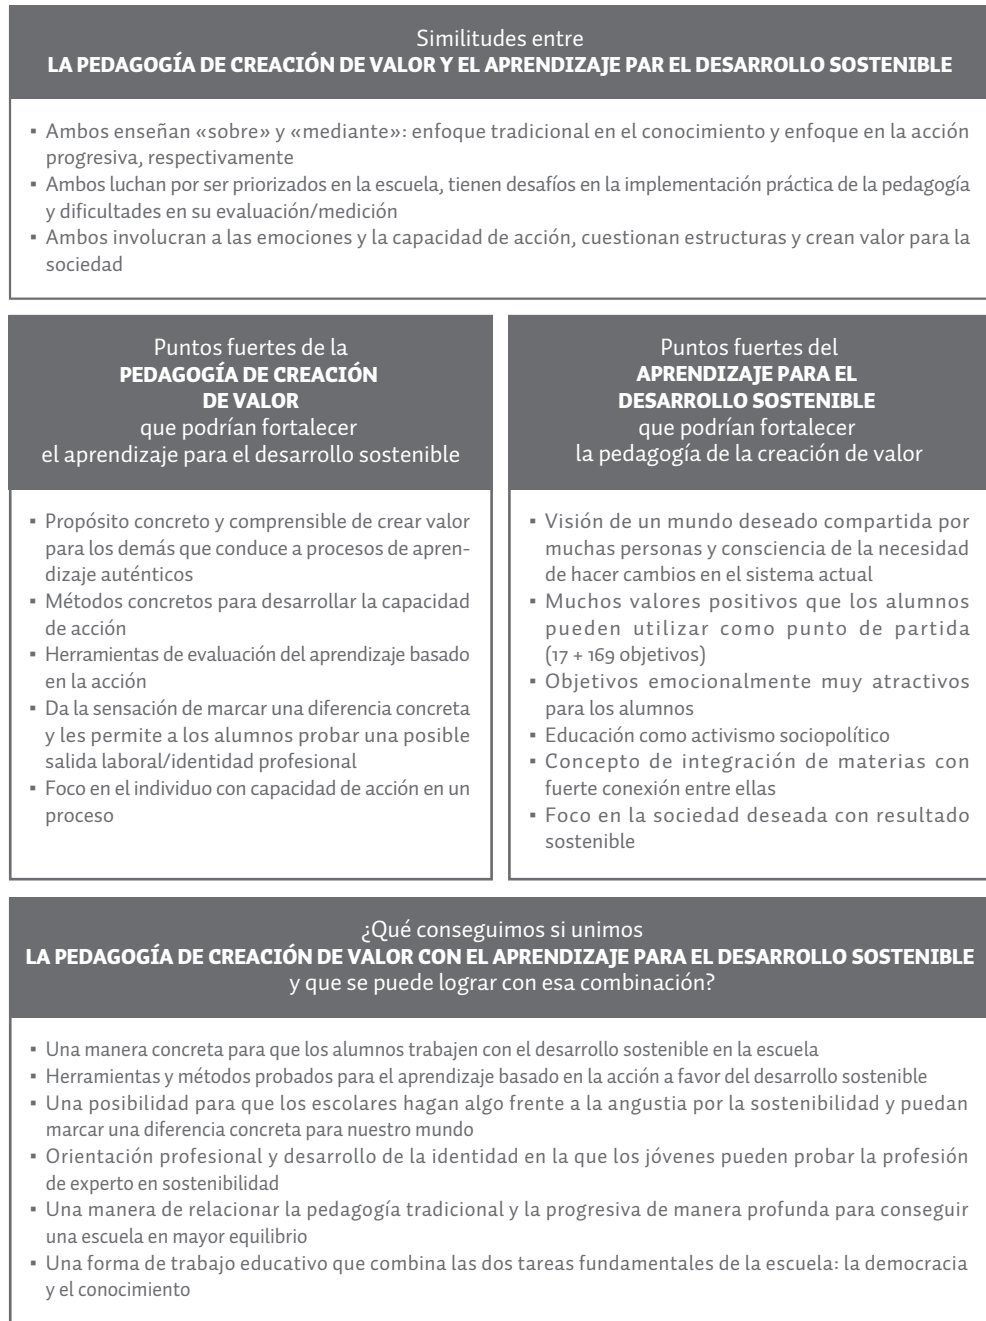 Similitudes entre
LA PEDAGOGÍA DE CREACIÓN DE VALOR Y EL APRENDIZAJE PAR EL DESARROLLO SOSTENIBLE
▪ Ambos enseñan «sobre» y «mediante»: enfoque tradicional en el conocimiento y enfoque en la acción
progresiva, respectivamente
▪ Ambos luchan por ser priorizados en la escuela, tienen desafíos en la implementación práctica de la pedagogía
y dificultades en su evaluación/medición
▪ Ambos involucran a las emociones y la capacidad de acción, cuestionan estructuras y crean valor para la
sociedad
Puntos fuertes de la
PEDAGOGÍA DE CREACIÓN
DE VALOR
que podrían fortalecer
el aprendizaje para el desarrollo sostenible
▪ Propósito concreto y comprensible de crear valor
para los demás que conduce a procesos de apren-
dizaje auténticos
▪ Métodos concretos para desarrollar la capacidad
de acción
▪ Herramientas de evaluación del aprendizaje basado
en la acción
▪ Da la sensación de marcar una diferencia concreta
y les permite a los alumnos probar una posible
salida laboral/identidad profesional
▪ Foco en el individuo con capacidad de acción en un
proceso
Puntos fuertes del
APRENDIZAJE PARA EL
DESARROLLO SOSTENIBLE
que podrían fortalecer
la pedagogía de la creación de valor
▪ Visión de un mundo deseado compartida por
muchas personas y consciencia de la necesidad
de hacer cambios en el sistema actual
▪ Muchos valores positivos que los alumnos
pueden utilizar como punto de partida
(17 + 169 objetivos)
▪ Objetivos emocionalmente muy atractivos
para los alumnos
▪ Educación como activismo sociopolítico
▪ Concepto de integración de materias con
fuerte conexión entre ellas
▪ Foco en la sociedad deseada con resultado
sostenible
¿Qué conseguimos si unimos
LA PEDAGOGÍA DE CREACIÓN DE VALOR CON EL APRENDIZAJE PARA EL DESARROLLO SOSTENIBLE
y que se puede lograr con esa combinación?
▪ Una manera concreta para que los alumnos trabajen con el desarrollo sostenible en la escuela
▪ Herramientas y métodos probados para el aprendizaje basado en la acción a favor del desarrollo sostenible
▪ Una posibilidad para que los escolares hagan algo frente a la angustia por la sostenibilidad y puedan
marcar una diferencia concreta para nuestro mundo
▪ Orientación profesional y desarrollo de la identidad en la que los jóvenes pueden probar la profesión
de experto en sostenibilidad
▪ Una manera de relacionar la pedagogía tradicional y la progresiva de manera profunda para conseguir
una escuela en mayor equilibrio
▪ Una forma de trabajo educativo que combina las dos tareas fundamentales de la escuela: la democracia
y el conocimiento